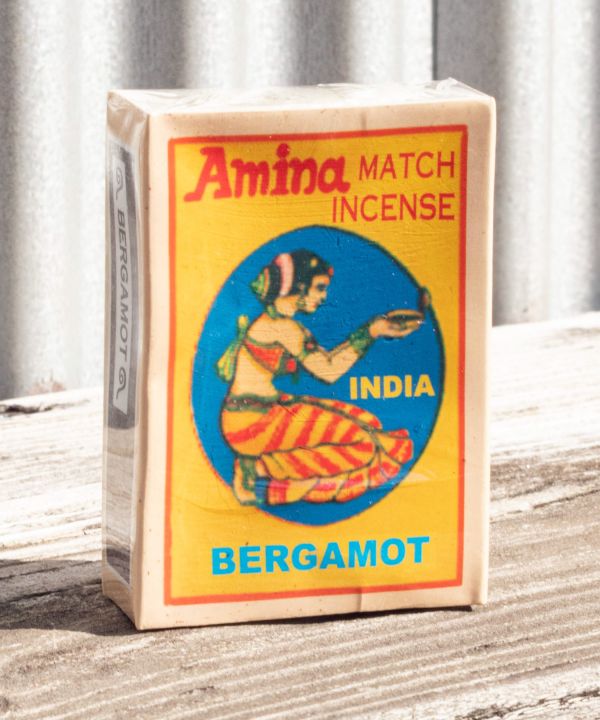 Amina MATCH
INCENSE
INDIA
BERGAMOT
BERGAMOT